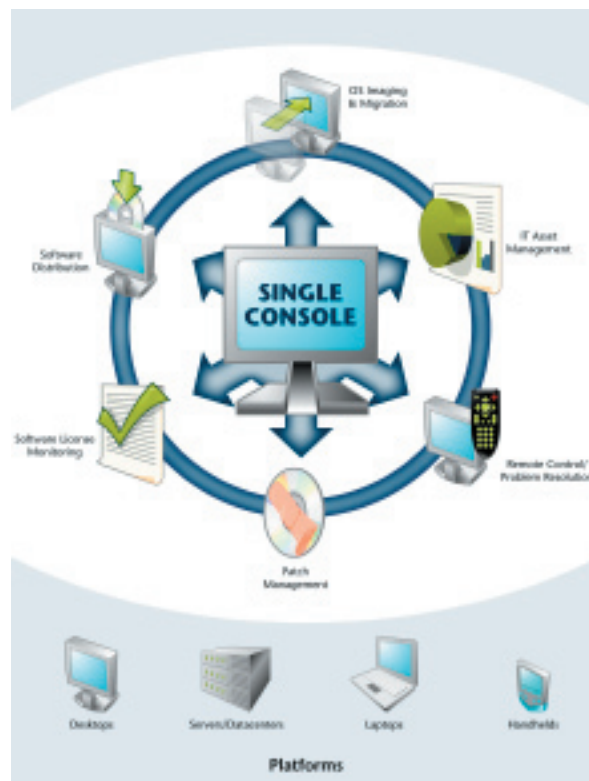 OS Imaging
& Migration
IT Asset
Management
Software
Distribution
SINGLE
CONSOLE
Software License
Monitoring
Remote Control/
Problem Resolution
Patch
Management
Desktops
Servers/Datacenters
Laptops
Handhelds
Platforms